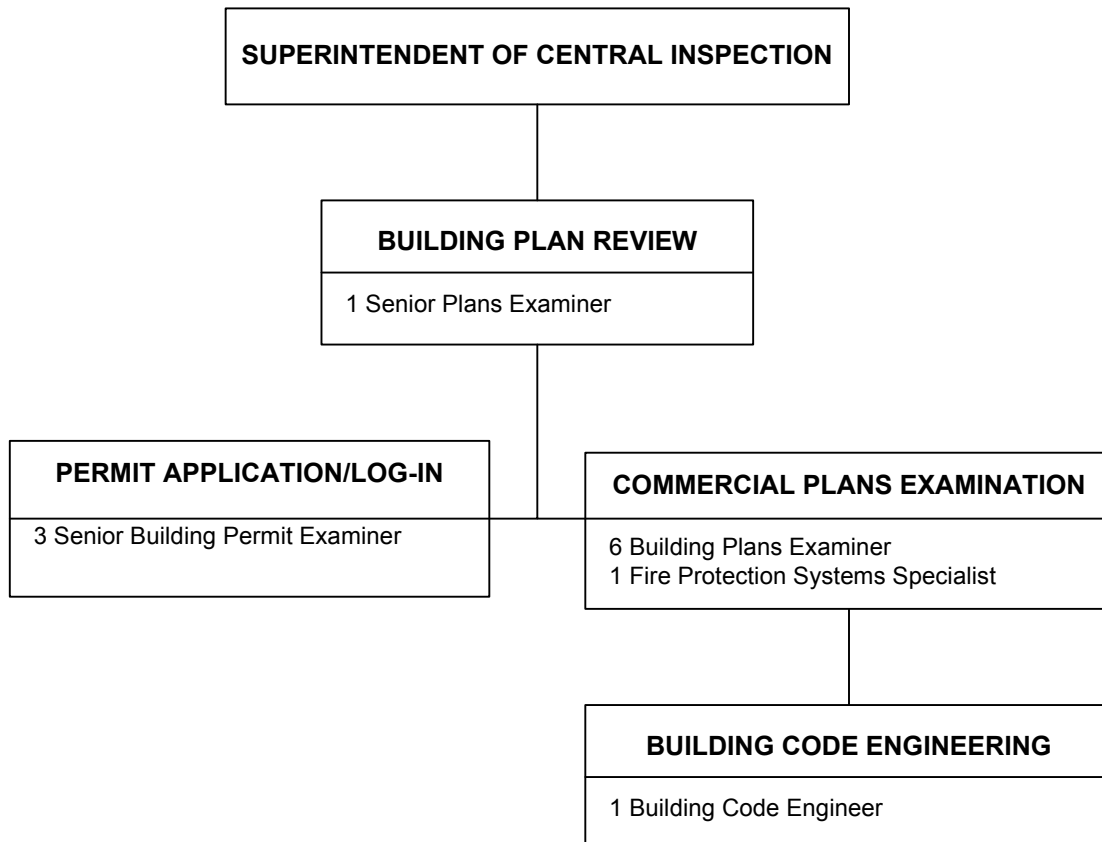 SUPERINTENDENT OF CENTRAL INSPECTION
BUILDING PLAN REVIEW
1 Senior Plans Examiner
PERMIT APPLICATION/LOG-IN
3 Senior Building Permit Examiner
COMMERCIAL PLANS EXAMINATION
6 Building Plans Examiner
1 Fire Protection Systems Specialist
BUILDING CODE ENGINEERING
1 Building Code Engineer